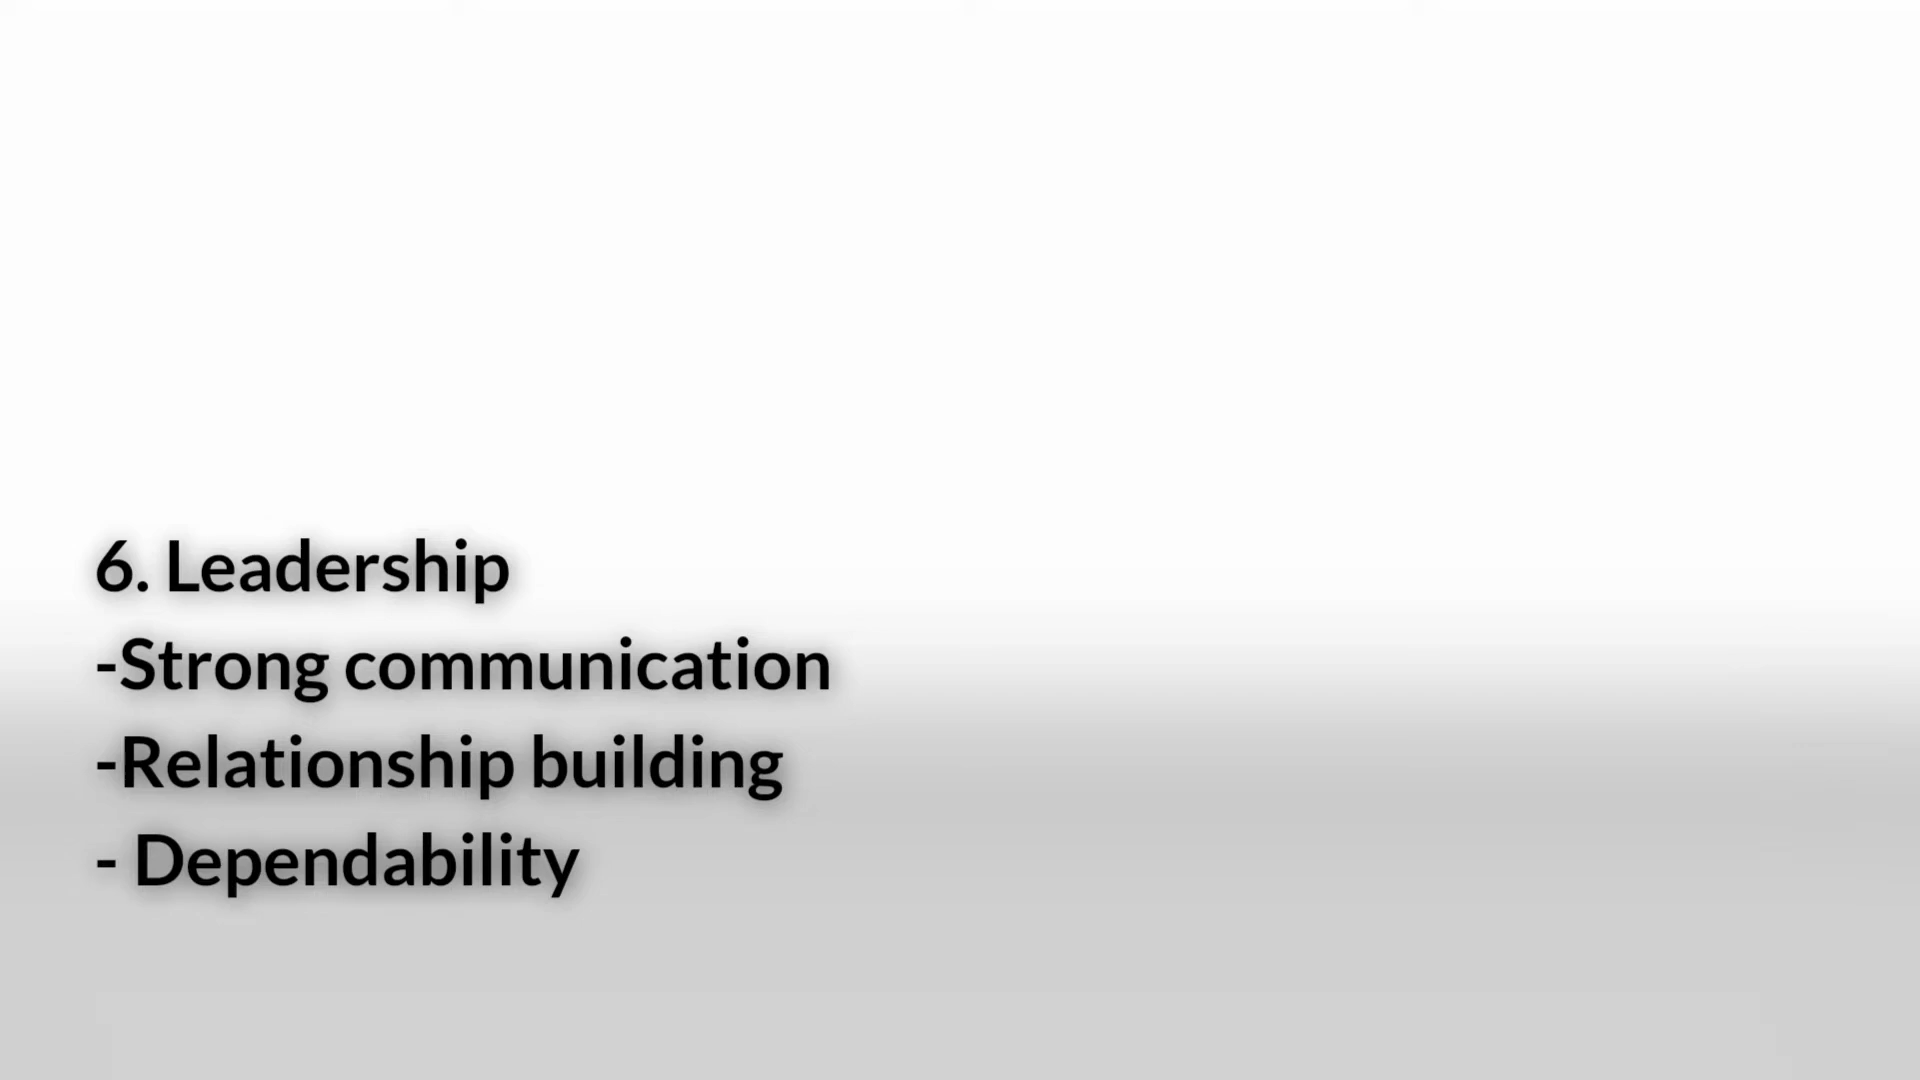 6. Leadership
-Strong communication
-Relationship building
- Dependability